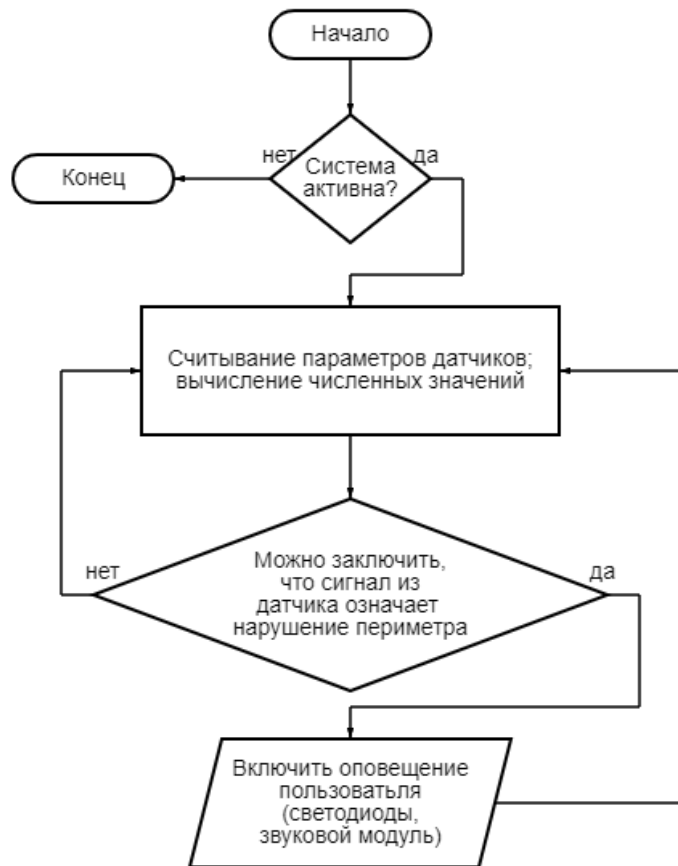 Начало
нет
да
Система
активна?
Конец
Считывание параметров датчиков;
вычисление численных значений
Можно заключить,
что сигнал из
датчика означает
нарушение периметра
нет
да
Включить оповещение
пользоватьля
(светодиоды,
звуковой модуль)